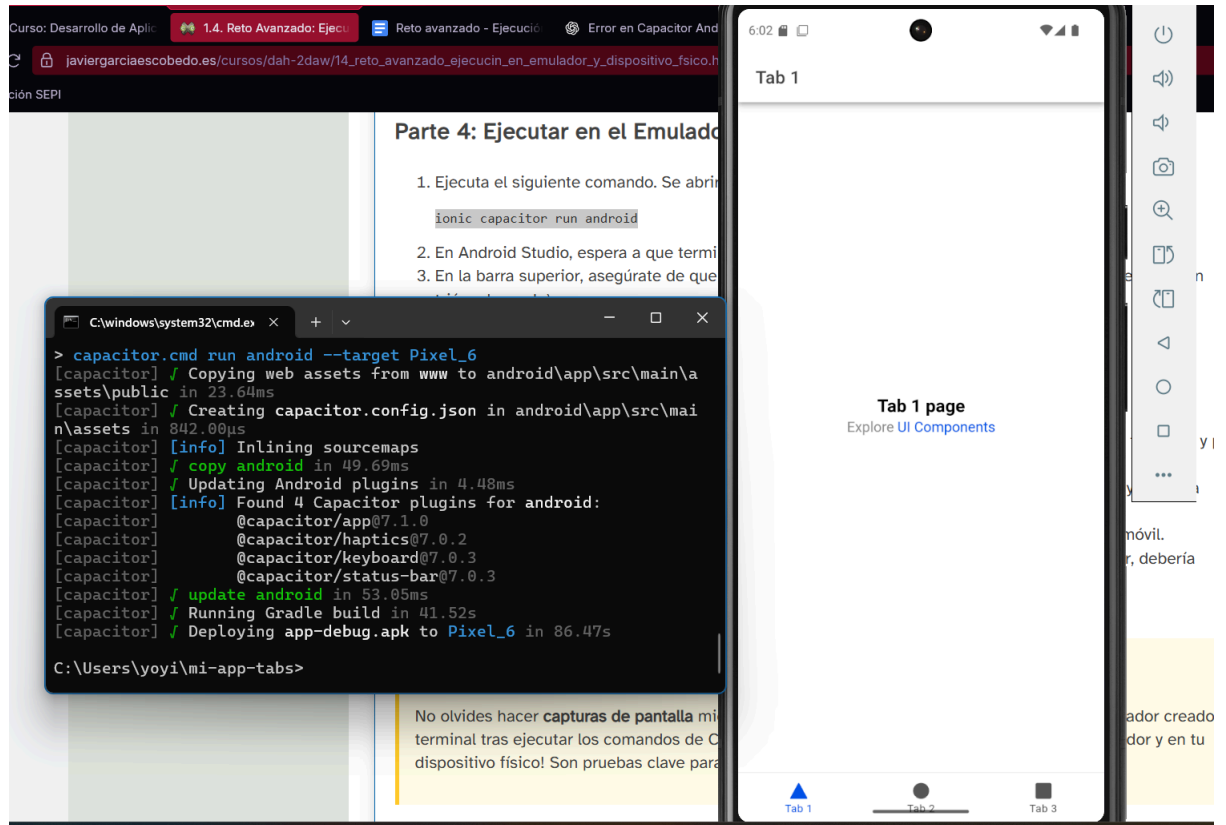 Curso: Desarrollo de Aplic
1.4. Reto Avanzado: Ejecu
Reto avanzado - Ejecució
Error en Capacitor And
javiergarciaescobedo.es/cursos/dah-2daw/14_reto_avanzado_ejecucin_en_emulador_y_dispositivo_fsico.h
ción SEPI
Parte 4: Ejecutar en el Emulado
1. Ejecuta el siguiente comando. Se abrir
ionic capacitor run android
2. En Android Studio, espera a que termi
3. En la barra superior, asegúrate de que
C:\windows\system32\cmd.ex
> capacitor.cmd run android --target Pixel_6
[capacitor] √ Copying web assets from www to android\app\src\main\a
ssets\public in 23.64ms
[capacitor] √ Creating capacitor.config.json in android\app\src\mai
n\assets in 842.00μs
[capacitor] [info] Inlining sourcemaps
[capacitor] √ copy android in 49.69ms
[capacitor] √ Updating Android plugins in 4.48ms
[capacitor] [info] Found 4 Capacitor plugins for android:
[capacitor] @capacitor/app@7.1.0
[capacitor] @capacitor/haptics@7.0.2
[capacitor] @capacitor/keyboard@7.0.3
[capacitor] @capacitor/status-bar@7.0.3
[capacitor] √ update android in 53.05ms
[capacitor] √ Running Gradle build in 41.52s
[capacitor] √ Deploying app-debug.apk to Pixel_6 in 86.47s
C:\Users\yoyi\mi-app-tabs>
No olvides hacer capturas de pantalla mi
terminal tras ejecutar los comandos de C
dispositivo físico! Son pruebas clave para
6:02
Tab 1
Tab 1 page
Explore UI Components
Tab 1
Tab 2
Tab 3
n
y p
móvil.
r, debería
ador creado
dor y en tu